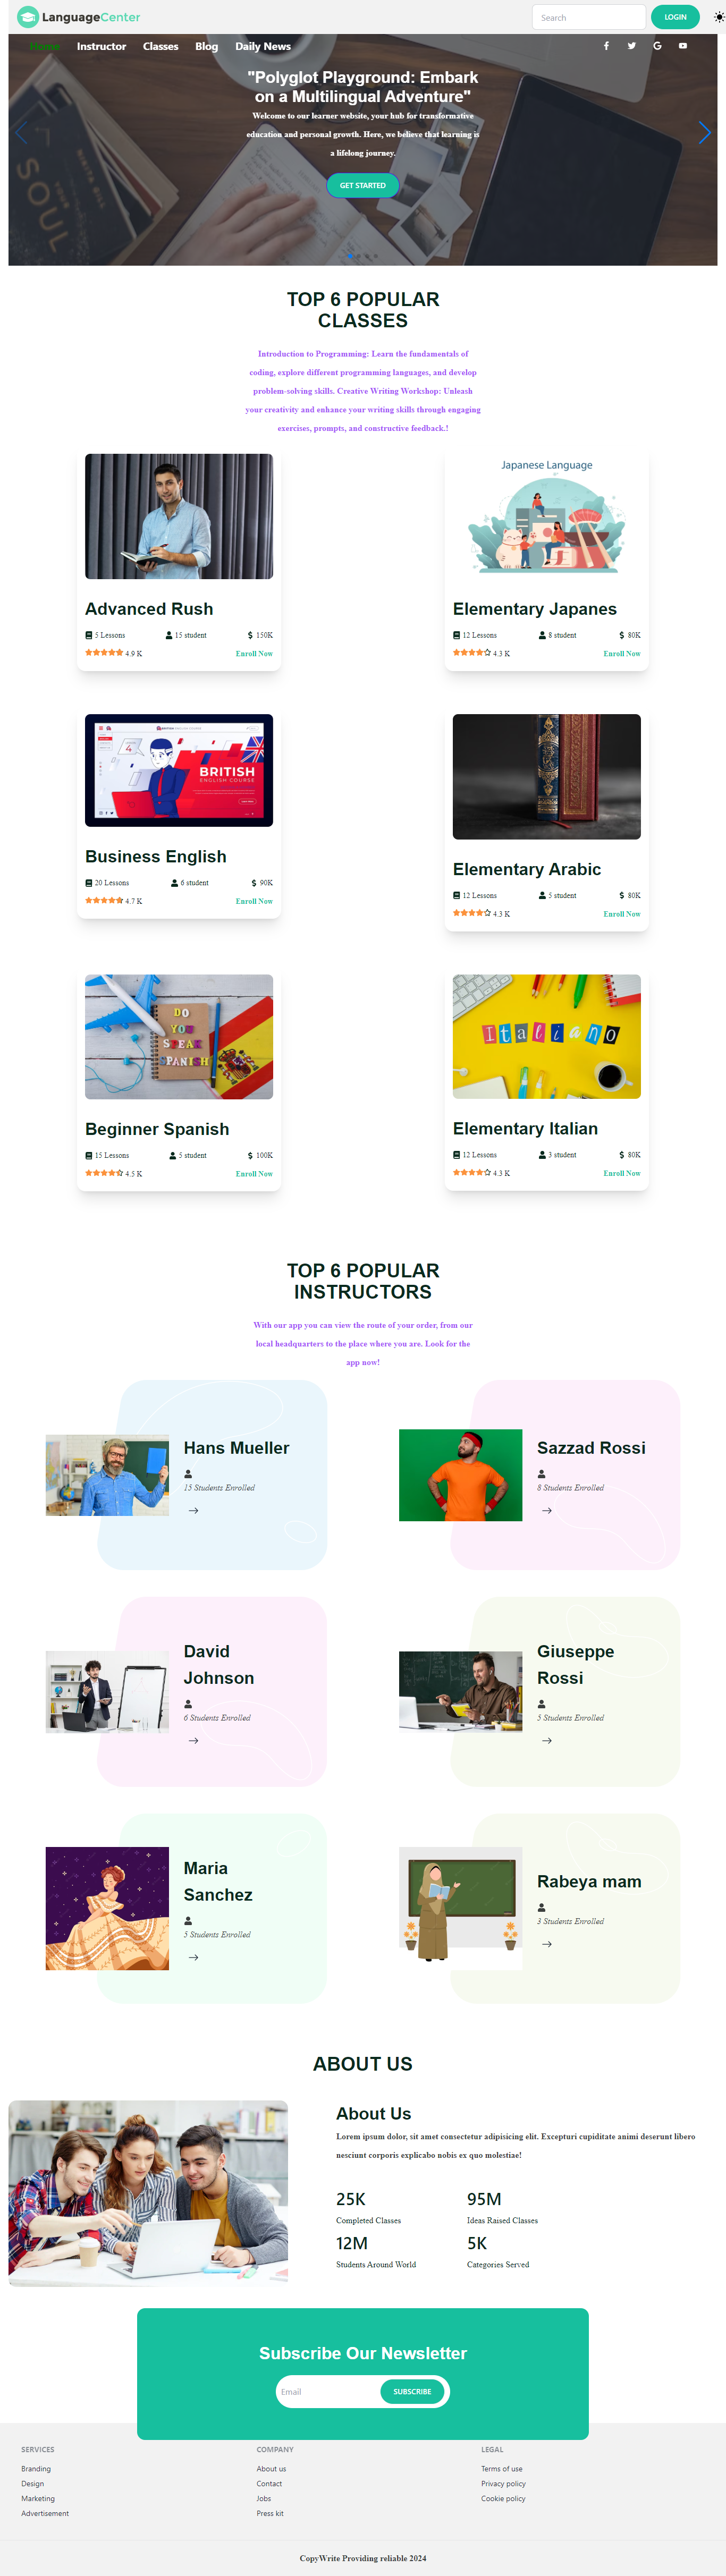 LanguageCenter
Search
LOGIN
Home Instructor Classes Blog Daily News
"Polyglot Playground: Embark
on a Multilingual Adventure"
Welcome to our learner website, your hub for transformative
education and personal growth. Here, we believe that learning is
a lifelong journey.
GET STARTED
SOUL
TOP 6 POPULAR
CLASSES
Introduction to Programming: Learn the fundamentals of
coding, explore different programming languages, and develop
problem-solving skills. Creative Writing Workshop: Unleash
your creativity and enhance your writing skills through engaging
exercises, prompts, and constructive feedback.!
Advanced Rush
5 Lessons 15 student $ 150K
4.9 K Enroll Now
Japanese Language
Elementary Japanes
12 Lessons 8 student $ 80K
4.3 K Enroll Now
BRITISH
ENGLISH COURSE
Business English
20 Lessons 6 student $ 90K
4.7 K Enroll Now
Elementary Arabic
12 Lessons 5 student $ 80K
4.3 K Enroll Now
DO
YOU
SPEAK
SPANISH
Beginner Spanish
15 Lessons 5 student $ 100K
4.5 K Enroll Now
Italiano
Elementary Italian
12 Lessons 3 student $ 80K
4.3 K Enroll Now
TOP 6 POPULAR
INSTRUCTORS
With our app you can view the route of your order, from our
local headquarters to the place where you are. Look for the
app now!
Hans Mueller
15 Students Enrolled
Sazzad Rossi
8 Students Enrolled
David
Johnson
6 Students Enrolled
Giuseppe
Rossi
5 Students Enrolled
Maria
Sanchez
5 Students Enrolled
Rabeya mam
3 Students Enrolled
ABOUT US
About Us
Lorem ipsum dolor, sit amet consectetur adipisicing elit. Excepturi cupiditate animi deserunt libero
nesciunt corporis explicabo nobis ex quo molestiae!
25K 95M
Completed Classes Ideas Raised Classes
12M 5K
Students Around World Categories Served
Subscribe Our Newsletter
Email
SUBSCRIBE
SERVICES COMPANY LEGAL
Branding About us Terms of use
Design Contact Privacy policy
Marketing Jobs Cookie policy
Advertisement Press kit
CopyWrite Providing reliable 2024